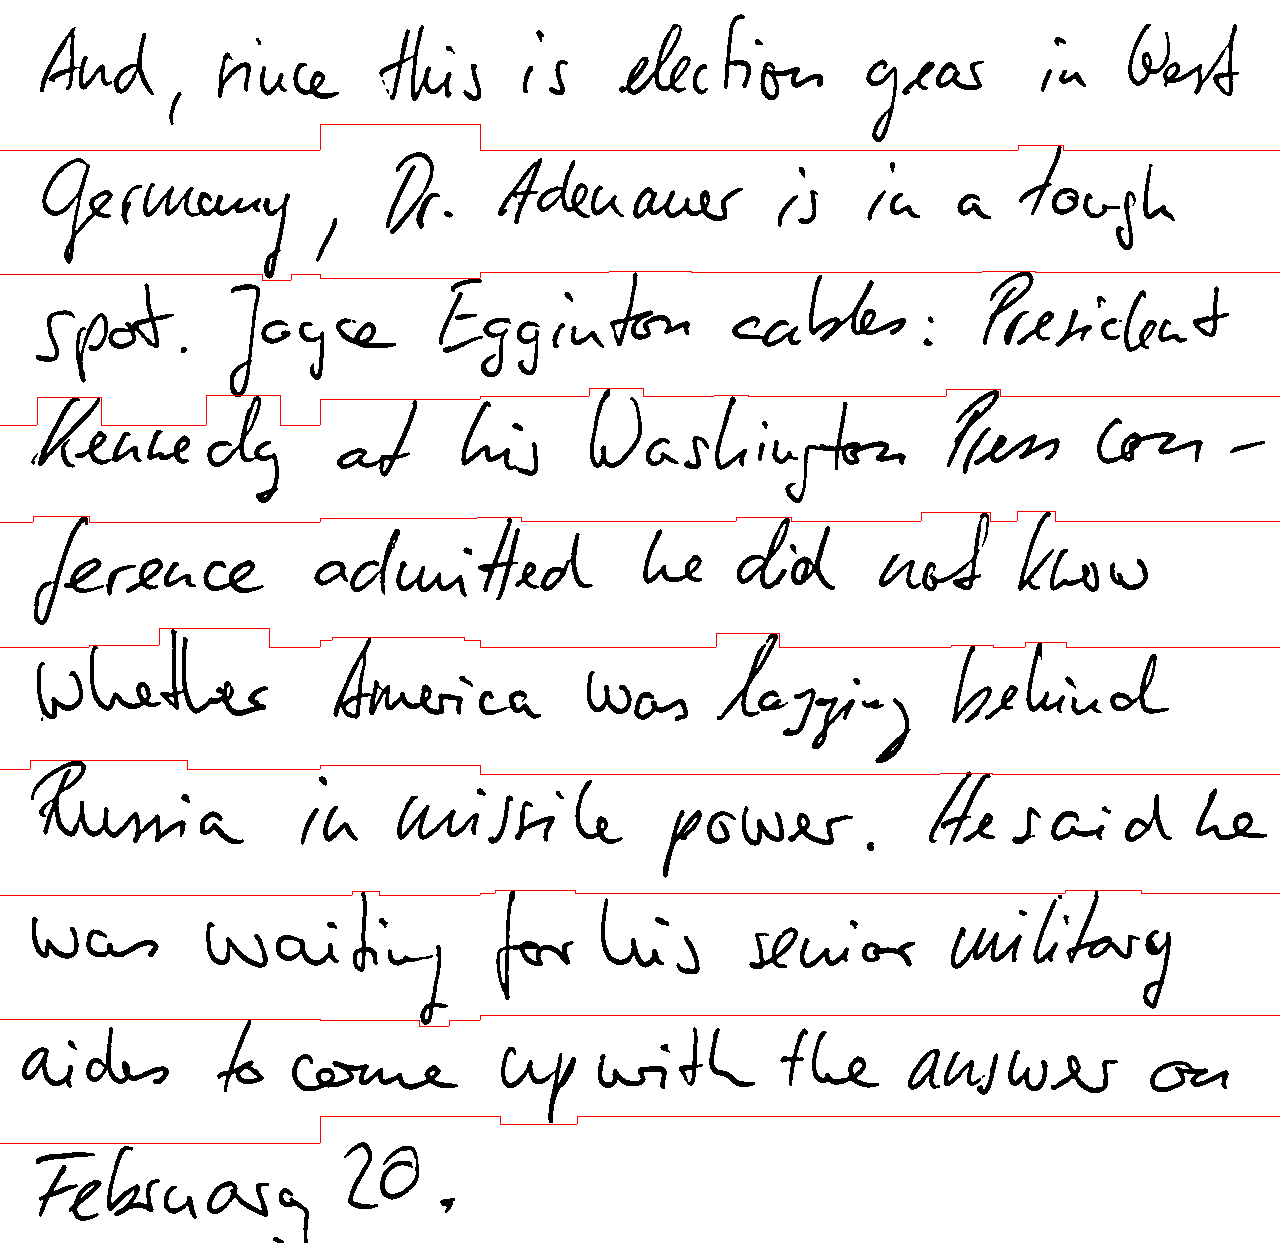 And, since this is election year in West
Germany, Dr. Adenauer is in a tough
spot. Joyce Egginton cables: President
Kennedy at his Washington Press con-
ference admitted he did not know
whether America was lagging behind
Russia in missile power. He said he
was waiting for his senior military
aides to come up with the answer on
February 20.